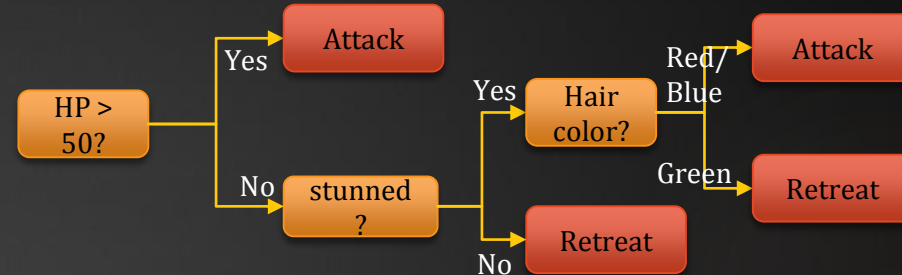 HP >
50?
Yes
Attack
No
stunned
?
Yes
Hair
color?
Red/
Blue
Attack
Green
Retreat
No
Retreat